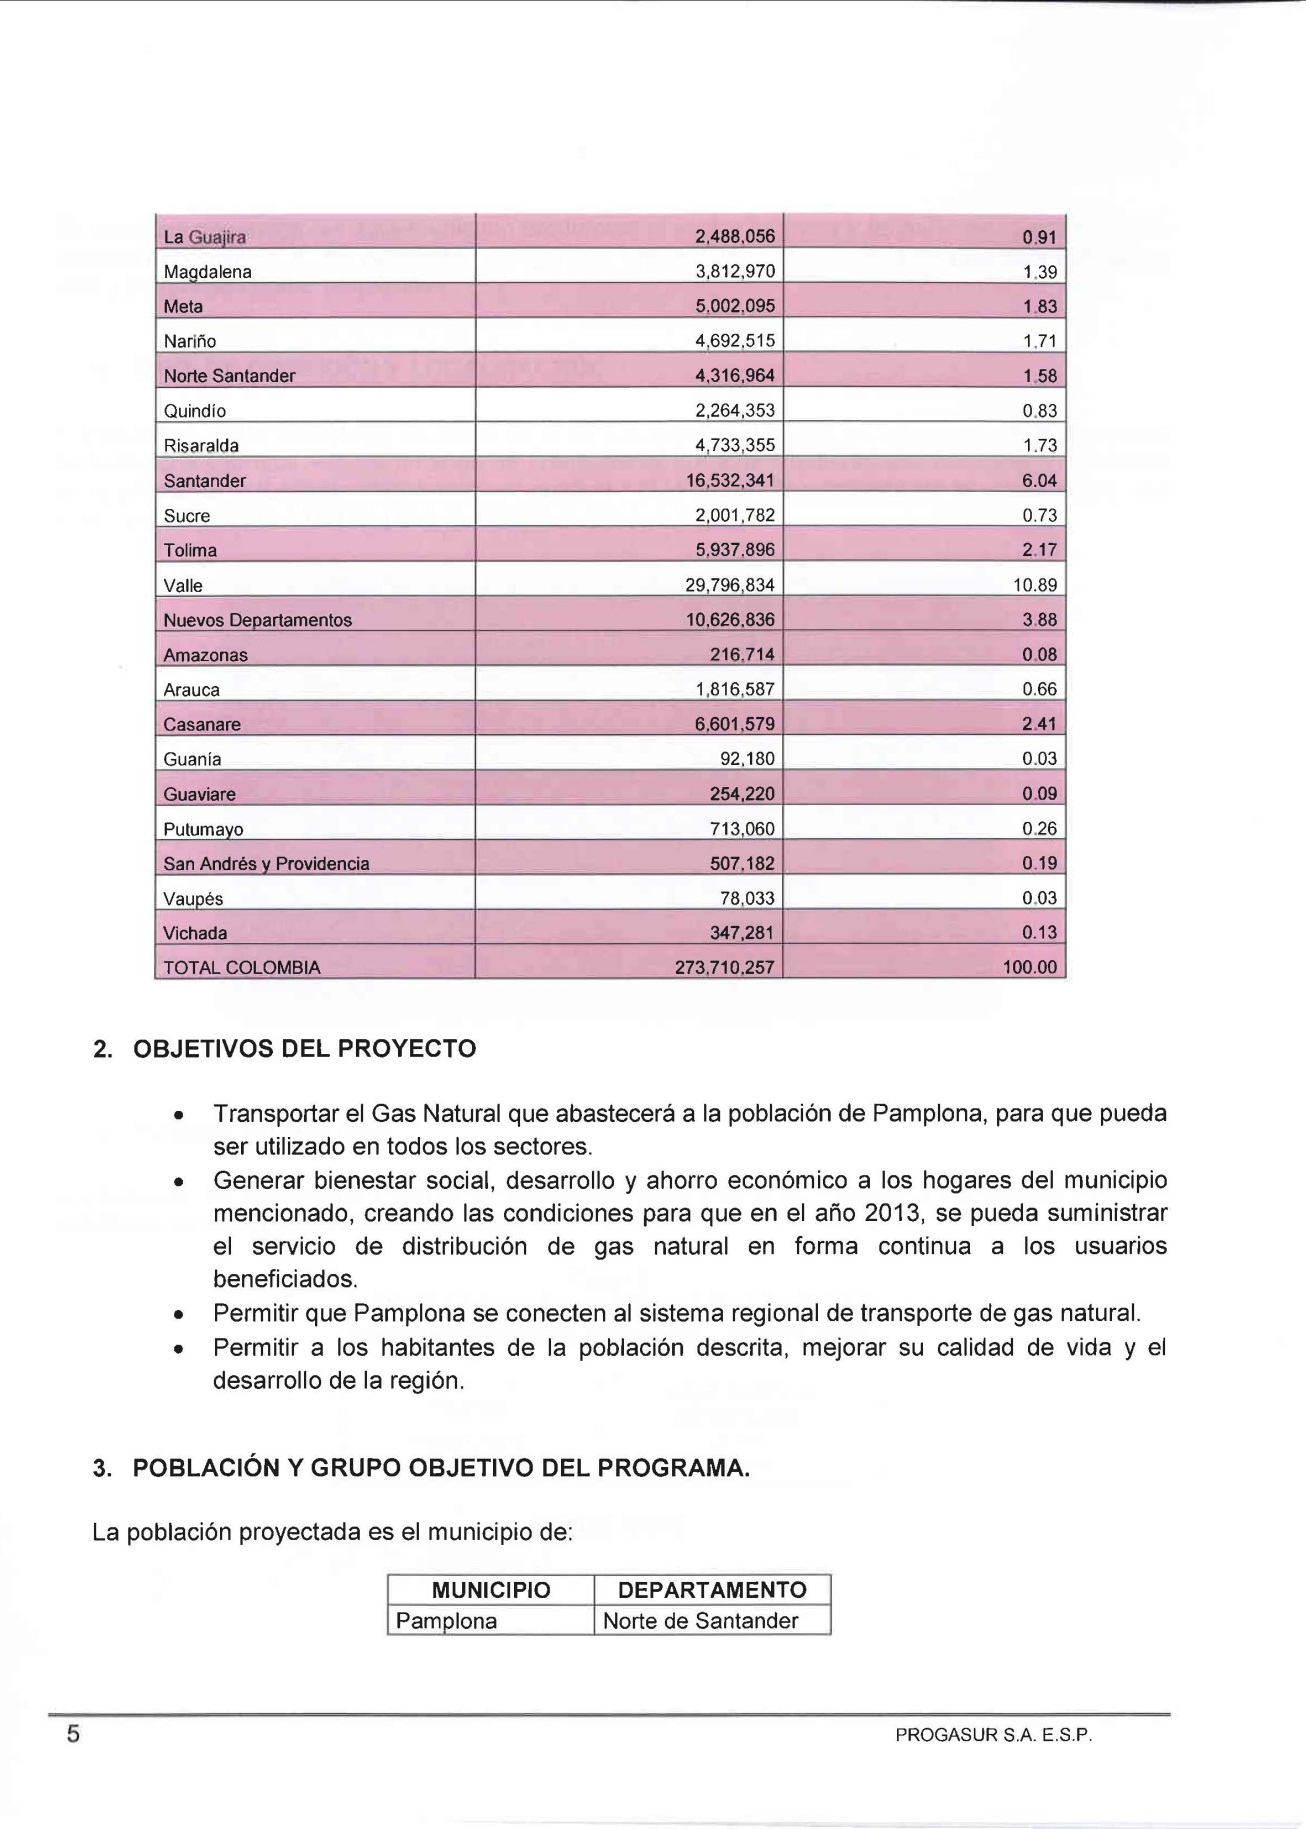 La Guajira 2,488,056 0.91
Magdalena 3,812,970 1.39
Meta 5,002,095 1.83
Nariño 4,692,515 1.71
Norte Santander 4,316,964 1.58
Quindío 2,264,353 0.83
Risaralda 4,733,355 1.73
Santander 16,532,341 6.04
Sucre 2,001,782 0.73
Tolima 5,937,896 2.17
Valle 29,796,834 10.89
Nuevos Departamentos 10,626,836 3.88
Amazonas 216,714 0.08
Arauca 1,816,587 0.66
Casanare 6,601,579 2.41
Guanía 92,180 0.03
Guaviare 254,220 0.09
Putumayo 713,060 0.26
San Andrés y Providencia 507,182 0.19
Vaupés 78,033 0.03
Vichada 347,281 0.13
TOTAL COLOMBIA 273,710,257 100.00
2. OBJETIVOS DEL PROYECTO
• Transportar el Gas Natural que abastecerá a la población de Pamplona, para que pueda
ser utilizado en todos los sectores.
• Generar bienestar social, desarrollo y ahorro económico a los hogares del municipio
mencionado, creando las condiciones para que en el año 2013, se pueda suministrar
el servicio de distribución de gas natural en forma continua a los usuarios
beneficiados.
• Permitir que Pamplona se conecten al sistema regional de transporte de gas natural.
• Permitir a los habitantes de la población descrita, mejorar su calidad de vida y el
desarrollo de la región.
3. POBLACIÓN Y GRUPO OBJETIVO DEL PROGRAMA.
La población proyectada es el municipio de:
MUNICIPIO DEPARTAMENTO
Pamplona Norte de Santander
5 PROGASUR S.A. E.S.P.